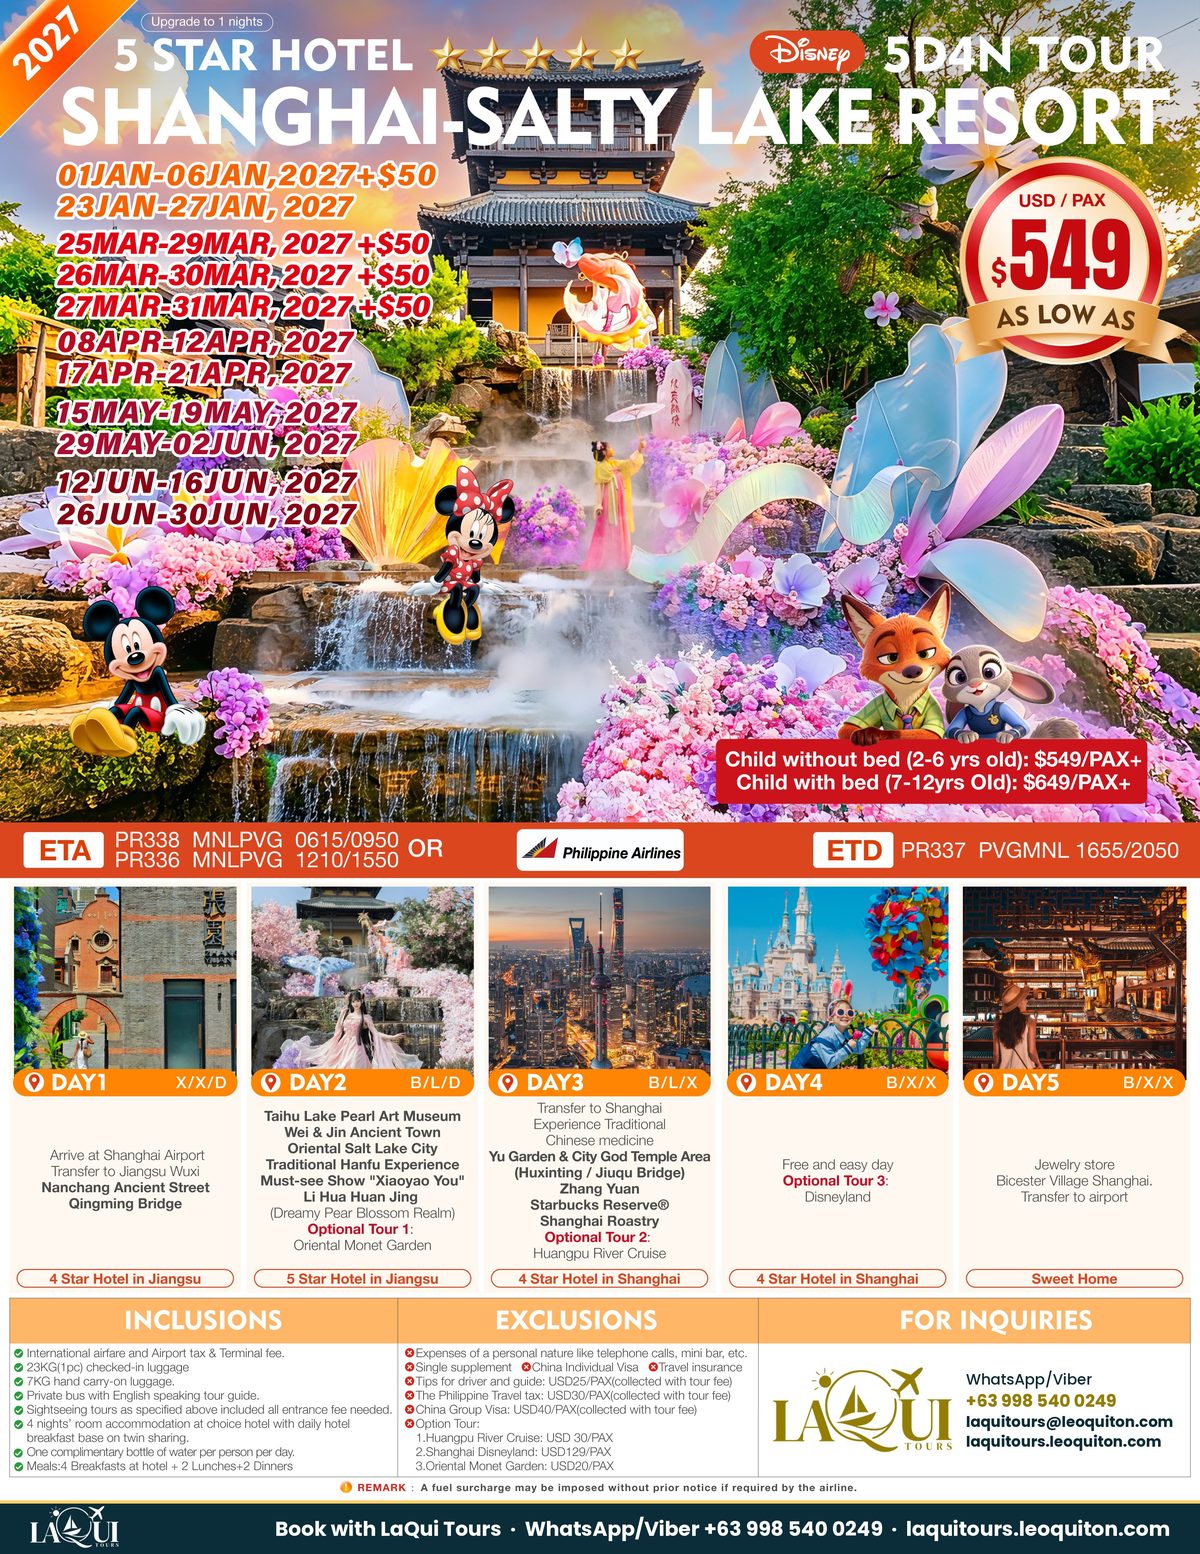 2027
Upgrade to 1 nights
5 STAR HOTEL
Disney
5D4N TOUR
SHANGHAI-SALTY LAKE RESORT
01JAN-06JAN,2027+$50
23JAN-27JAN, 2027
25MAR-29MAR, 2027 +$50
26MAR-30MAR, 2027 +$50
27MAR-31MAR, 2027 +$50
08APR-12APR, 2027
17APR-21APR, 2027
15MAY-19MAY, 2027
29MAY-02JUN, 2027
12JUN-16JUN, 2027
26JUN-30JUN, 2027
USD / PAX
$549
AS LOW AS
Child without bed (2-6 yrs old): $549/PAX+
Child with bed (7-12yrs Old): $649/PAX+
ETA
PR338 MNLPVG 0615/0950
PR336 MNLPVG 1210/1550
OR
Philippine Airlines
ETD
PR337 PVGMNL 1655/2050
DAY1 X/X/D
Arrive at Shanghai Airport
Transfer to Jiangsu Wuxi
Nanchang Ancient Street
Qingming Bridge
4 Star Hotel in Jiangsu
DAY2 B/L/D
Taihu Lake Pearl Art Museum
Wei & Jin Ancient Town
Oriental Salt Lake City
Traditional Hanfu Experience
Must-see Show "Xiaoyao You"
Li Hua Huan Jing
(Dreamy Pear Blossom Realm)
Optional Tour 1:
Oriental Monet Garden
5 Star Hotel in Jiangsu
DAY3 B/L/X
Transfer to Shanghai
Experience Traditional
Chinese medicine
Yu Garden & City God Temple Area
(Huxinting / Jiuqu Bridge)
Zhang Yuan
Starbucks Reserve®
Shanghai Roastry
Optional Tour 2:
Huangpu River Cruise
4 Star Hotel in Shanghai
DAY4 B/X/X
Free and easy day
Optional Tour 3:
Disneyland
4 Star Hotel in Shanghai
DAY5 B/X/X
Jewelry store
Bicester Village Shanghai.
Transfer to airport
Sweet Home
INCLUSIONS
International airfare and Airport tax & Terminal fee.
23KG(1pc) checked-in luggage
7KG hand carry-on luggage.
Private bus with English speaking tour guide.
Sightseeing tours as specified above included all entrance fee needed.
4 nights' room accommodation at choice hotel with daily hotel
breakfast base on twin sharing.
One complimentary bottle of water per person per day.
Meals:4 Breakfasts at hotel + 2 Lunches+2 Dinners
EXCLUSIONS
Expenses of a personal nature like telephone calls, mini bar, etc.
Single supplement China Individual Visa Travel insurance
Tips for driver and guide: USD25/PAX(collected with tour fee)
The Philippine Travel tax: USD30/PAX(collected with tour fee)
China Group Visa: USD40/PAX(collected with tour fee)
Option Tour:
1.Huangpu River Cruise: USD 30/PAX
2.Shanghai Disneyland: USD129/PAX
3.Oriental Monet Garden: USD20/PAX
FOR INQUIRIES
LAQUI
TOURS
WhatsApp/Viber
+63 998 540 0249
laquitours@leoquiton.com
laquitours.leoquiton.com
REMARK : A fuel surcharge may be imposed without prior notice if required by the airline.
LAQUI
TOURS
Book with LaQui Tours · WhatsApp/Viber +63 998 540 0249 · laquitours.leoquiton.com